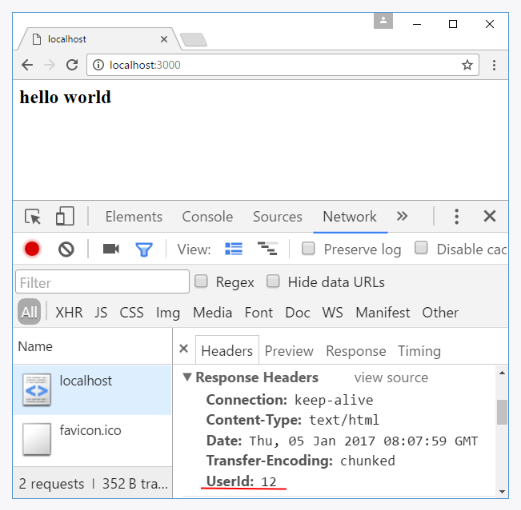 localhost
localhost:3000
hello world
Elements Console Sources Network »
View: Preserve log Disable cac
Filter Regex Hide data URLs
All XHR JS CSS Img Media Font Doc WS Manifest Other
Name
Headers Preview Response Timing
localhost
favicon.ico
2 requests | 352 B tra...
Response Headers view source
Connection: keep-alive
Content-Type: text/html
Date: Thu, 05 Jan 2017 08:07:59 GMT
Transfer-Encoding: chunked
UserId: 12